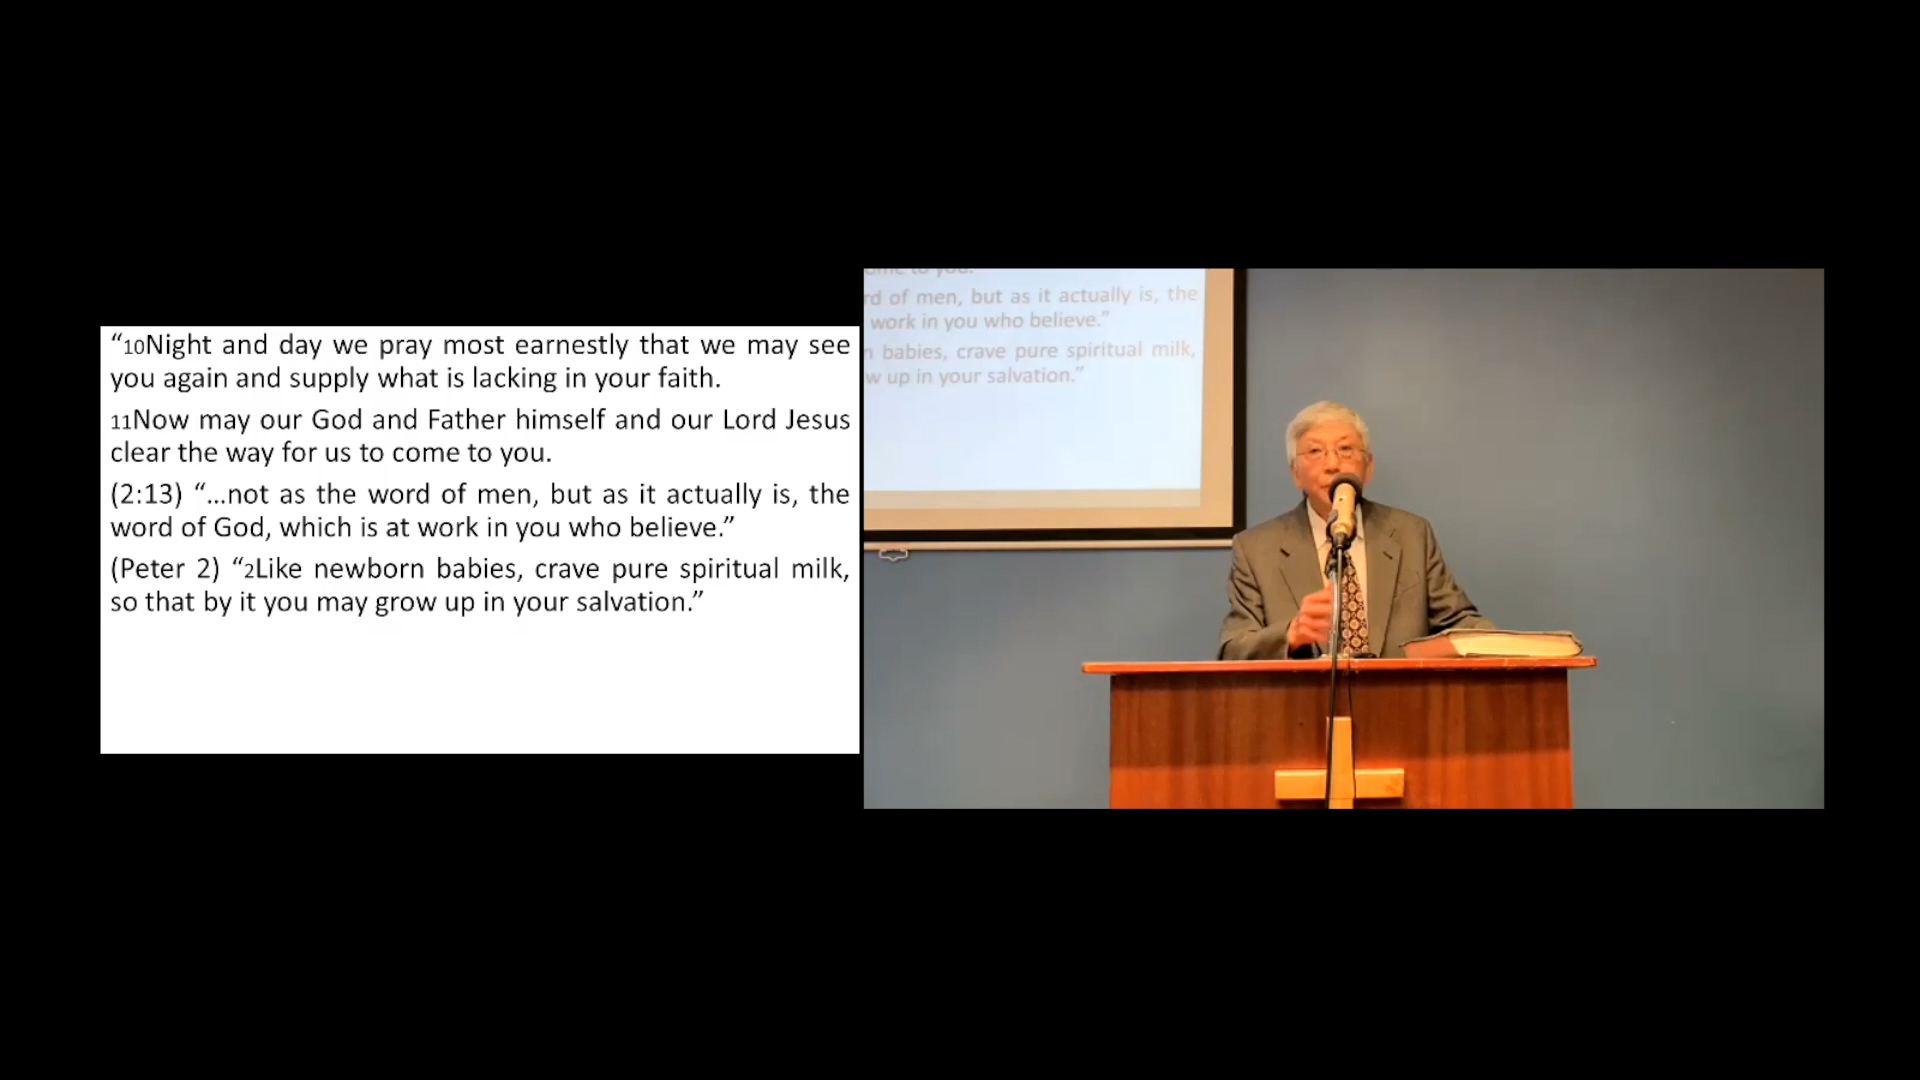 “10Night and day we pray most earnestly that we may see
you again and supply what is lacking in your faith.
11Now may our God and Father himself and our Lord Jesus
clear the way for us to come to you.
(2:13) “…not as the word of men, but as it actually is, the
word of God, which is at work in you who believe.”
(Peter 2) “2Like newborn babies, crave pure spiritual milk,
so that by it you may grow up in your salvation.”
ome to you.
rd of men, but as it actually is, the
work in you who believe.”
n babies, crave pure spiritual milk,
w up in your salvation.”